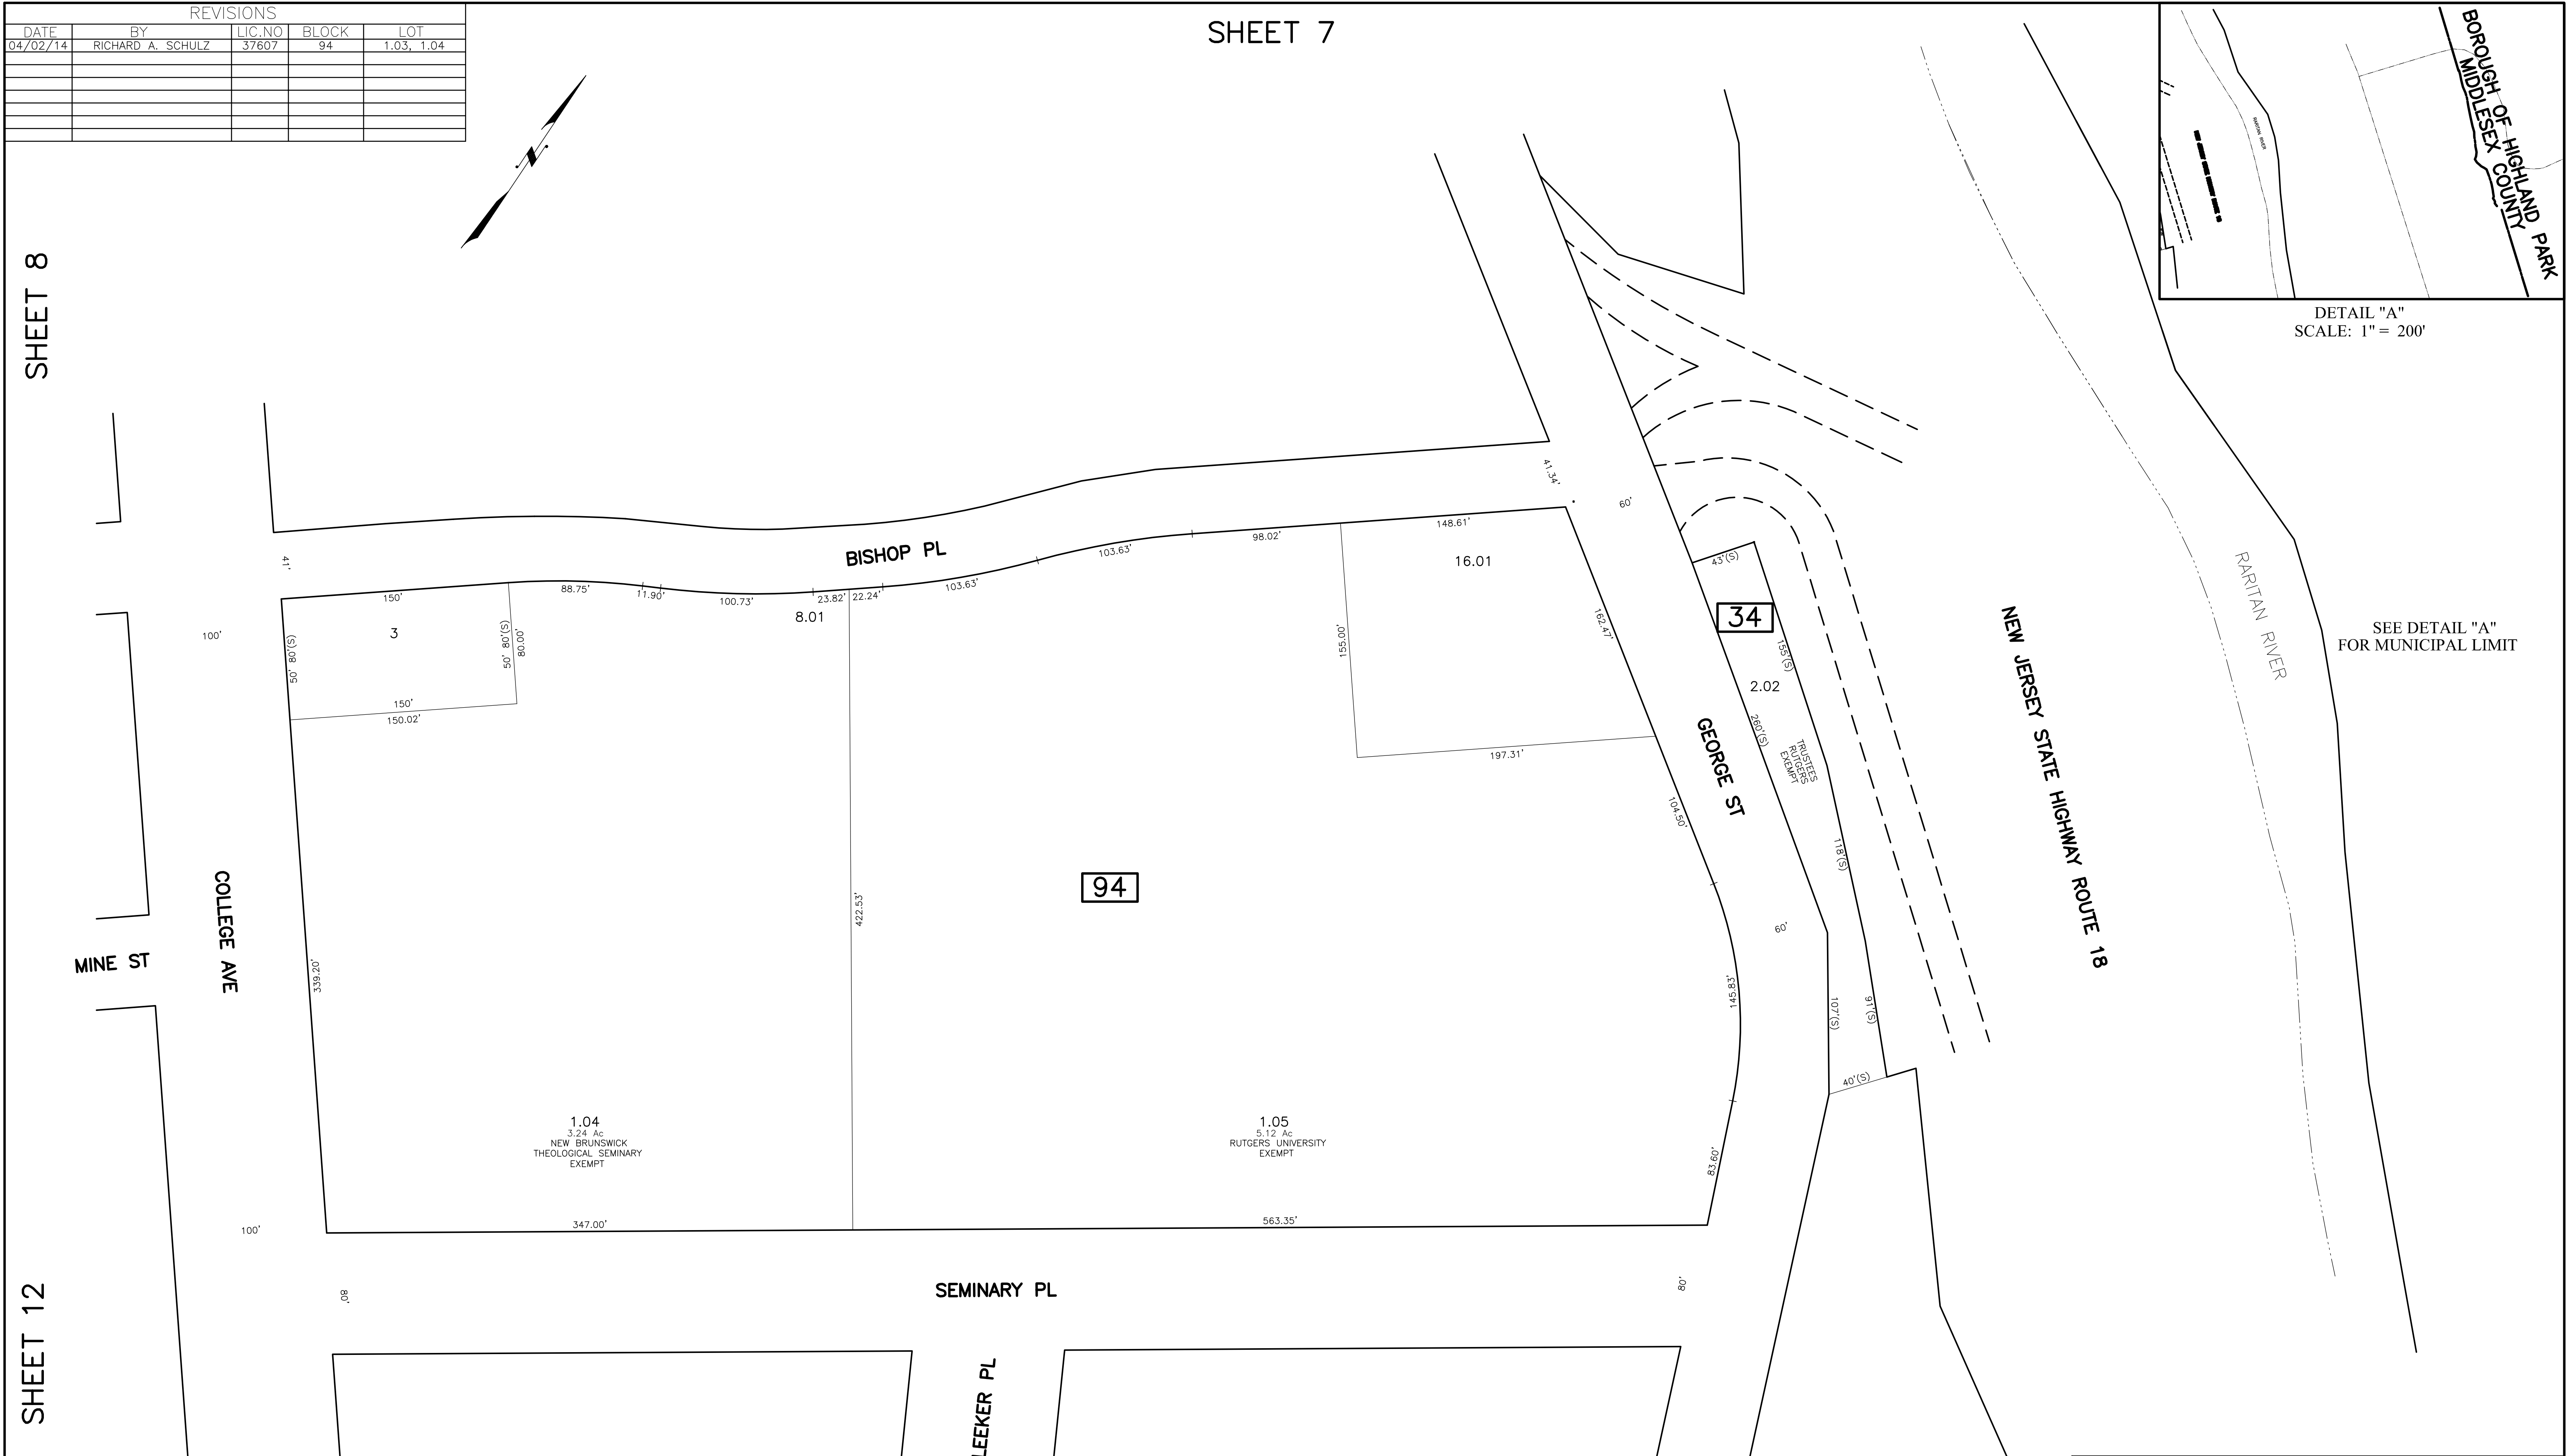 REVISIONS
DATE BY LIC.NO BLOCK LOT
04/02/14 RICHARD A. SCHULZ 37607 94 1.03, 1.04
SHEET 7
BOROUGH OF HIGHLAND PARK
MIDDLESEX COUNTY
RARITAN RIVER
DETAIL "A"
SCALE: 1" = 200'
SHEET 8
N
41.34'
60'
BISHOP PL
148.61'
98.02'
103.63'
103.63'
22.24'
23.82'
100.73'
11.90'
88.75'
150'
41'
100'
3
50' 80'(S)
50' 80'(S)
80.00'
150'
150.02'
8.01
16.01
155.00'
162.47'
197.31'
43'(S)
34
155'(S)
2.02
260'(S)
TRUSTEES
RUTGERS
EXEMPT
GEORGE ST
104.50'
118'(S)
NEW JERSEY STATE HIGHWAY ROUTE 18
RARITAN RIVER
SEE DETAIL "A"
FOR MUNICIPAL LIMIT
94
422.53'
COLLEGE AVE
MINE ST
339.20'
60'
145.83'
107'(S)
91'(S)
40'(S)
83.60'
1.04
3.24 Ac
NEW BRUNSWICK
THEOLOGICAL SEMINARY
EXEMPT
1.05
5.12 Ac
RUTGERS UNIVERSITY
EXEMPT
347.00'
563.35'
100'
80'
80'
SEMINARY PL
LEEKER PL
SHEET 12